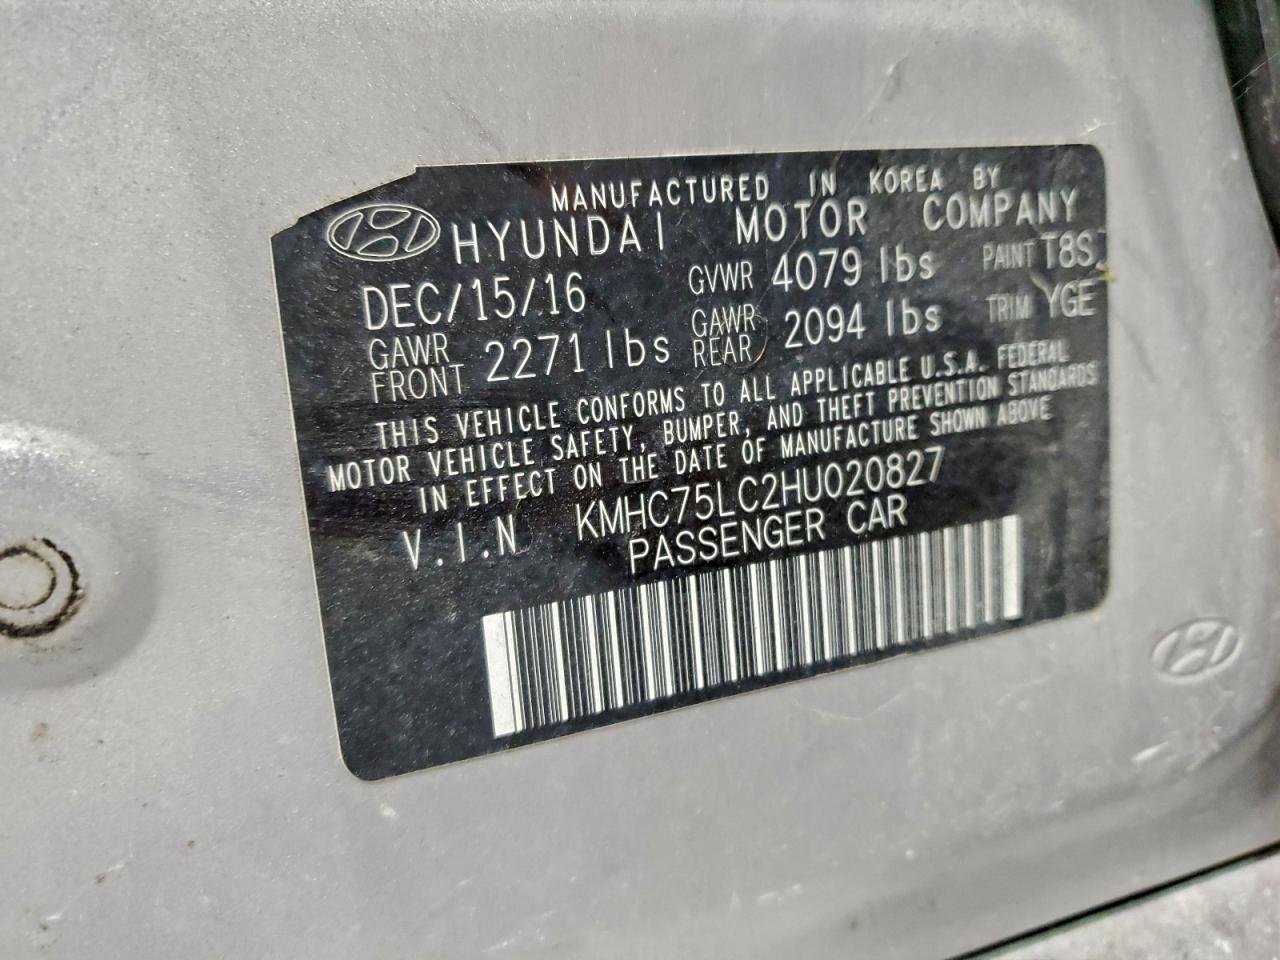 MANUFACTURED IN KOREA BY
HYUNDAI MOTOR COMPANY
DEC/15/16 GVWR 4079 lbs PAINT T8S
GAWR FRONT 2271 lbs GAWR REAR 2094 lbs TRIM YGE
THIS VEHICLE CONFORMS TO ALL APPLICABLE U.S.A. FEDERAL
MOTOR VEHICLE SAFETY, BUMPER, AND THEFT PREVENTION STANDARDS
IN EFFECT ON THE DATE OF MANUFACTURE SHOWN ABOVE
V.I.N KMHC75LC2HU020827
PASSENGER CAR